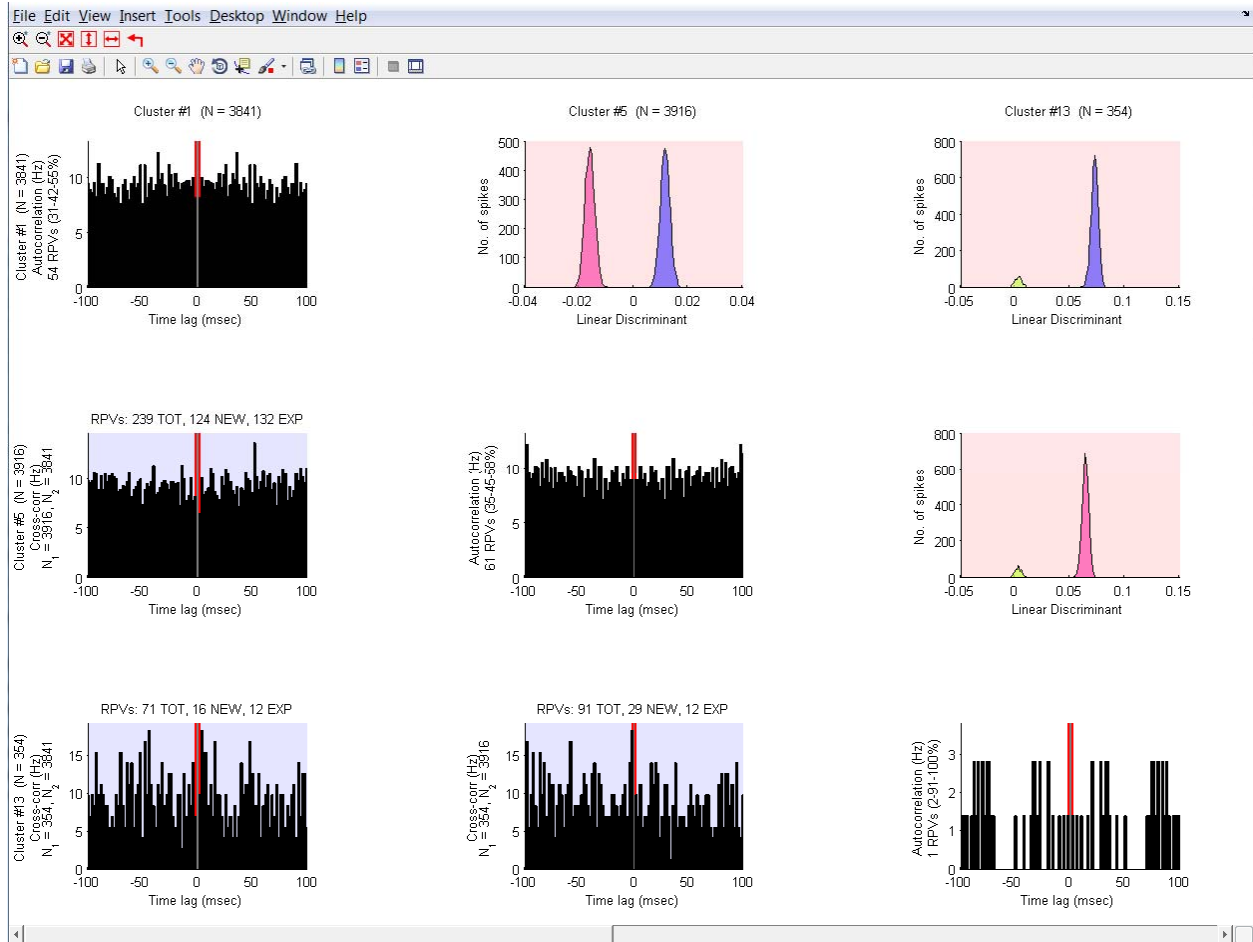 File Edit View Insert Tools Desktop Window Help
Cluster #1 (N = 3841)
Cluster #5 (N = 3916)
Cluster #13 (N = 354)
Cluster #1 (N = 3841)
Autocorrelation (Hz)
54 RPVs (31-42-55%)
10
5
0
-100 -50 0 50 100
Time lag (msec)
No. of spikes
500
400
300
200
100
0
-0.04 -0.02 0 0.02 0.04
Linear Discriminant
No. of spikes
800
600
400
200
0
-0.05 0 0.05 0.1 0.15
Linear Discriminant
RPVs: 239 TOT, 124 NEW, 132 EXP
Cluster #5 (N = 3916)
Cross-corr (Hz)
N1 = 3916, N2 = 3841
10
5
0
-100 -50 0 50 100
Time lag (msec)
Autocorrelation (Hz)
61 RPVs (35-45-58%)
10
5
0
-100 -50 0 50 100
Time lag (msec)
No. of spikes
800
600
400
200
0
-0.05 0 0.05 0.1 0.15
Linear Discriminant
RPVs: 71 TOT, 16 NEW, 12 EXP
Cluster #13 (N = 354)
Cross-corr (Hz)
N1 = 354, N2 = 3841
15
10
5
0
-100 -50 0 50 100
Time lag (msec)
RPVs: 91 TOT, 29 NEW, 12 EXP
Cross-corr (Hz)
N1 = 354, N2 = 3916
15
10
5
0
-100 -50 0 50 100
Time lag (msec)
Autocorrelation (Hz)
1 RPVs (2-91-100%)
3
2
1
0
-100 -50 0 50 100
Time lag (msec)